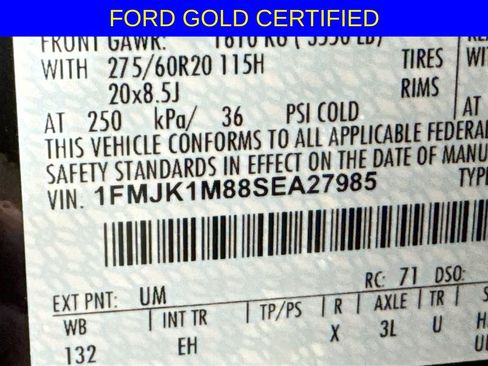 FORD GOLD CERTIFIED
FRONT GAWR: 1610 KG ( 3550 LB)
WITH 275/60R20 115H TIRES
20x8.5J RIMS
AT 250 kPa/ 36 PSI COLD AT
THIS VEHICLE CONFORMS TO ALL APPLICABLE FEDERAL
SAFETY STANDARDS IN EFFECT ON THE DATE OF MANU
VIN. 1FMJK1M88SEA27985 TYPE
RC: 71 DSO:
EXT PNT: UM
WB INT TR TP/PS R AXLE TR S
132 EH X 3L U